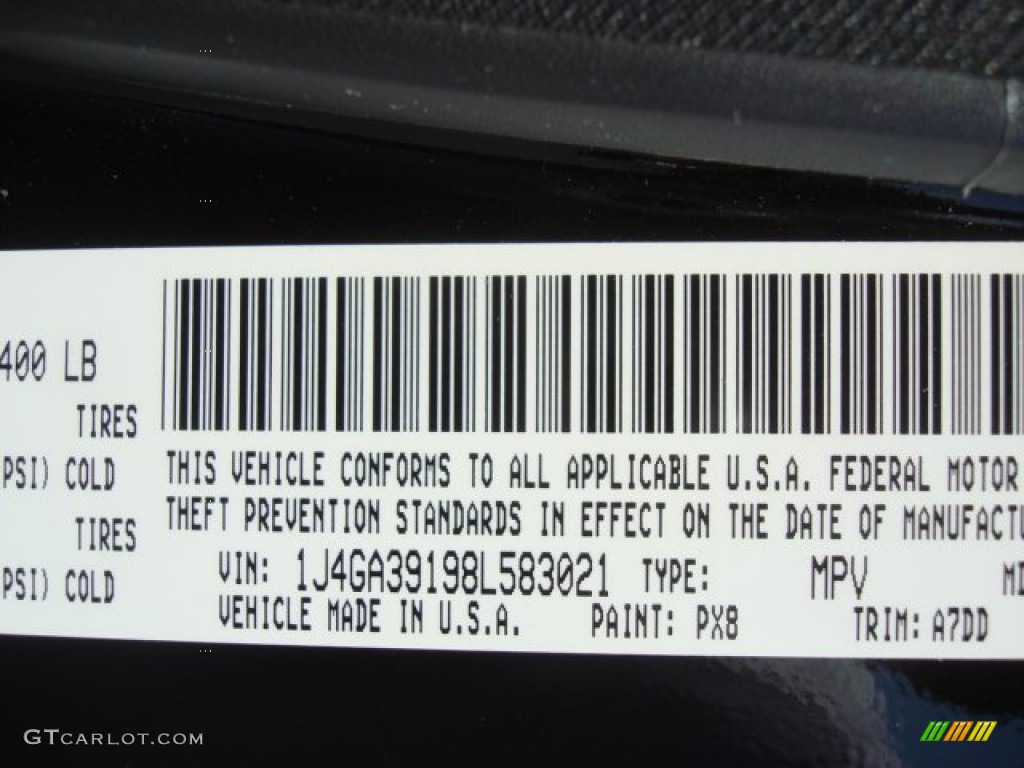 400 LB
TIRES
PSI) COLD
TIRES
PSI) COLD
THIS VEHICLE CONFORMS TO ALL APPLICABLE U.S.A. FEDERAL MOTOR
THEFT PREVENTION STANDARDS IN EFFECT ON THE DATE OF MANUFACTU
VIN: 1J4GA39198L583021 TYPE: MPV
VEHICLE MADE IN U.S.A. PAINT: PX8 TRIM: A7DD
GTCARLOT.COM